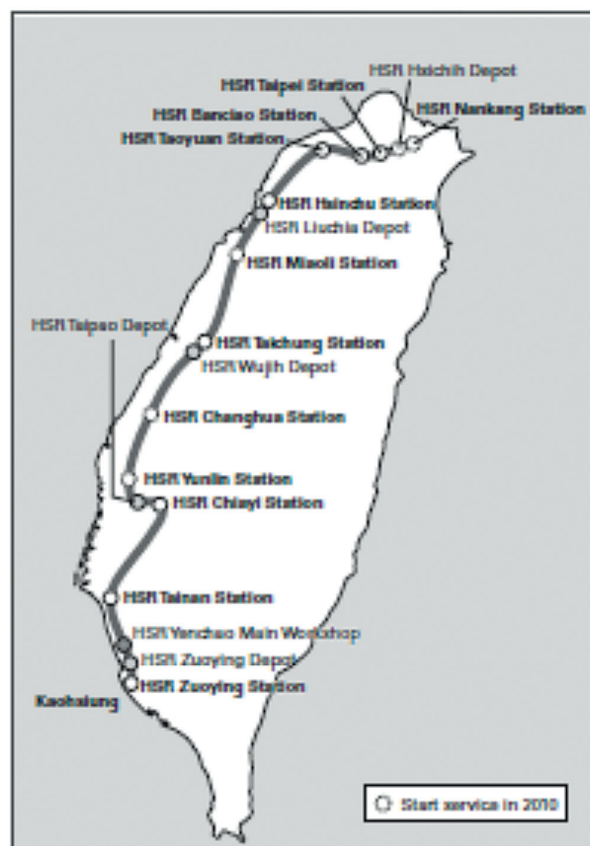 HSR Hsichih Depot
HSR Taipei Station
HSR Nankang Station
HSR Banciao Station
HSR Taoyuan Station
HSR Hsinchu Station
HSR Liuchia Depot
HSR Miaoli Station
HSR Taipao Depot
HSR Taichung Station
HSR Wujih Depot
HSR Changhua Station
HSR Yunlin Station
HSR Chiayi Station
HSR Tainan Station
HSR Yenchao Main Workshop
HSR Zuoying Depot
HSR Zuoying Station
Kaohsiung
Start service in 2010